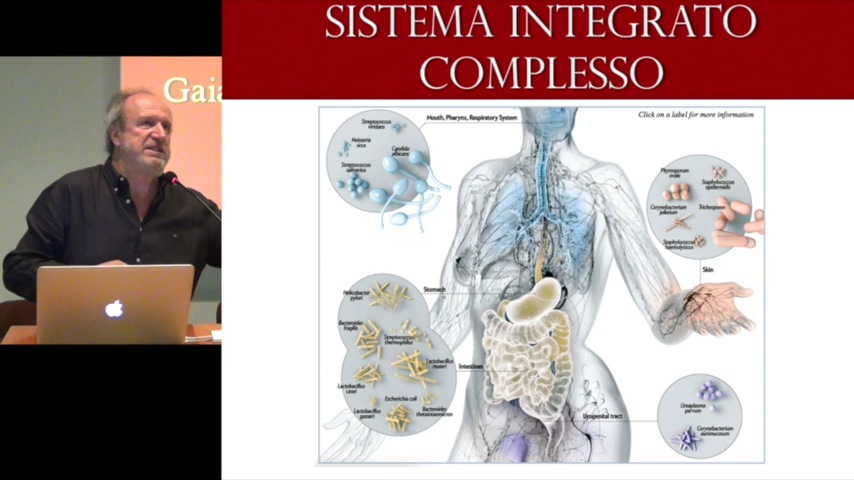 SISTEMA INTEGRATO
COMPLESSO
Gaia
Click on a label for more information
Mouth, Pharynx, Respiratory System
Streptococcus
viridans
Neisseria
sicca
Candida
albicans
Streptococcus
salivarius
Pityrosporum
ovale
Staphylococcus
epidermidis
Corynebacterium
jeikeium
Trichosporon
Staphylococcus
haemolyticus
Skin
Stomach
Helicobacter
pylori
Bacteroides
fragilis
Streptococcus
thermophilus
Lactobacillus
reuteri
Intestines
Lactobacillus
casei
Escherichia coli
Lactobacillus
gasseri
Bacteroides
thetaiotaomicron
Urogenital tract
Ureaplasma
parvum
Corynebacterium
aurimucosum